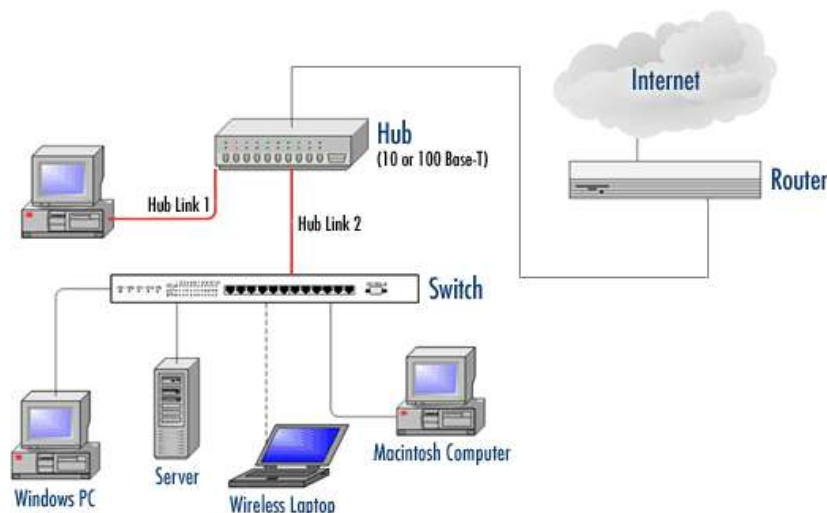 Internet
Hub
(10 or 100 Base-T)
Router
Hub Link 1
Hub Link 2
Switch
Macintosh Computer
Server
Windows PC
Wireless Laptop